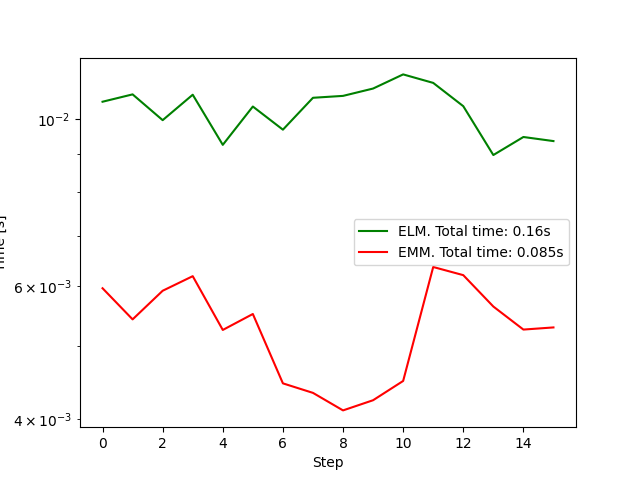 10⁻²
6 × 10⁻³
4 × 10⁻³
ELM. Total time: 0.16s
EMM. Total time: 0.085s
0 2 4 6 8 10 12 14
Step